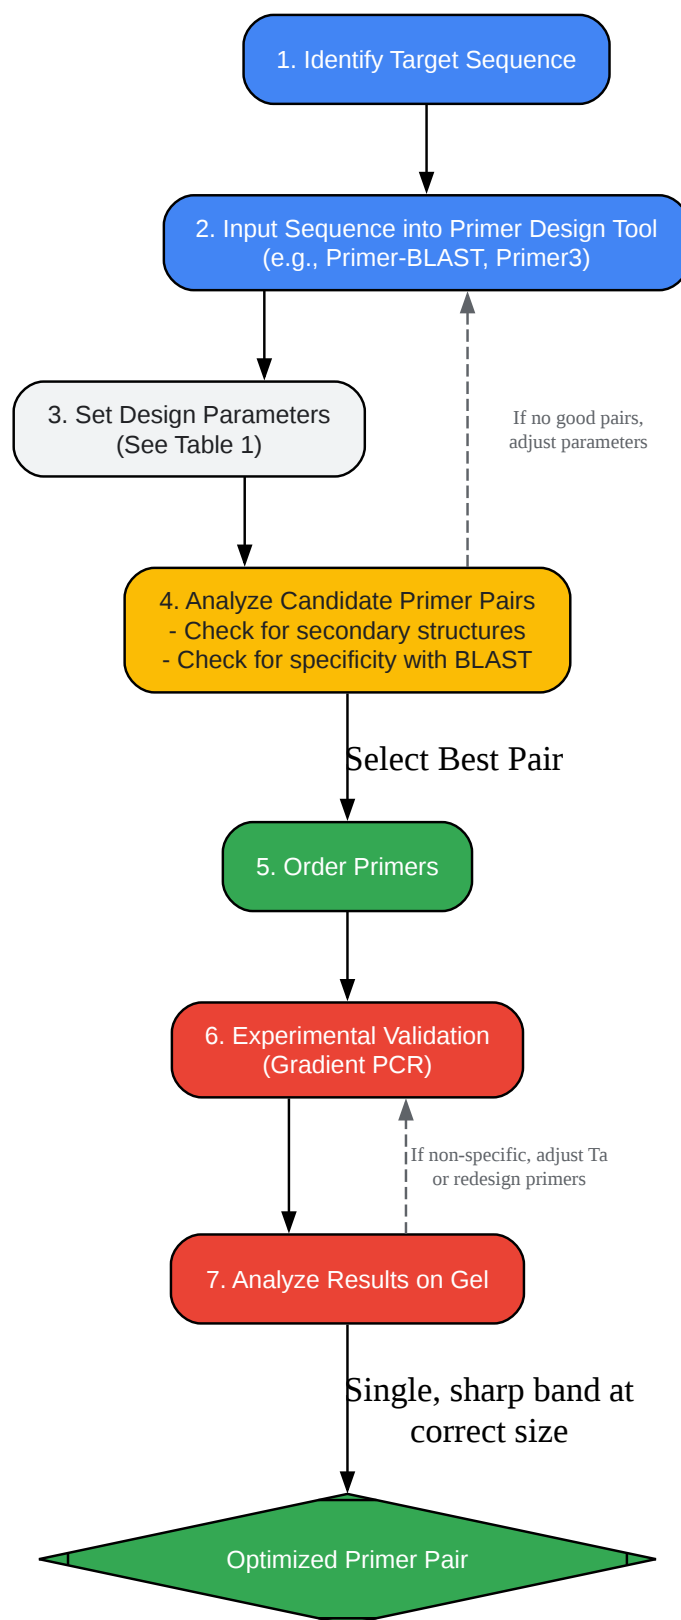 1. Identify Target Sequence
2. Input Sequence into Primer Design Tool
(e.g., Primer-BLAST, Primer3)
3. Set Design Parameters
(See Table 1)
If no good pairs,
adjust parameters
4. Analyze Candidate Primer Pairs
- Check for secondary structures
- Check for specificity with BLAST
Select Best Pair
5. Order Primers
6. Experimental Validation
(Gradient PCR)
If non-specific, adjust Ta
or redesign primers
7. Analyze Results on Gel
Single, sharp band at
correct size
Optimized Primer Pair